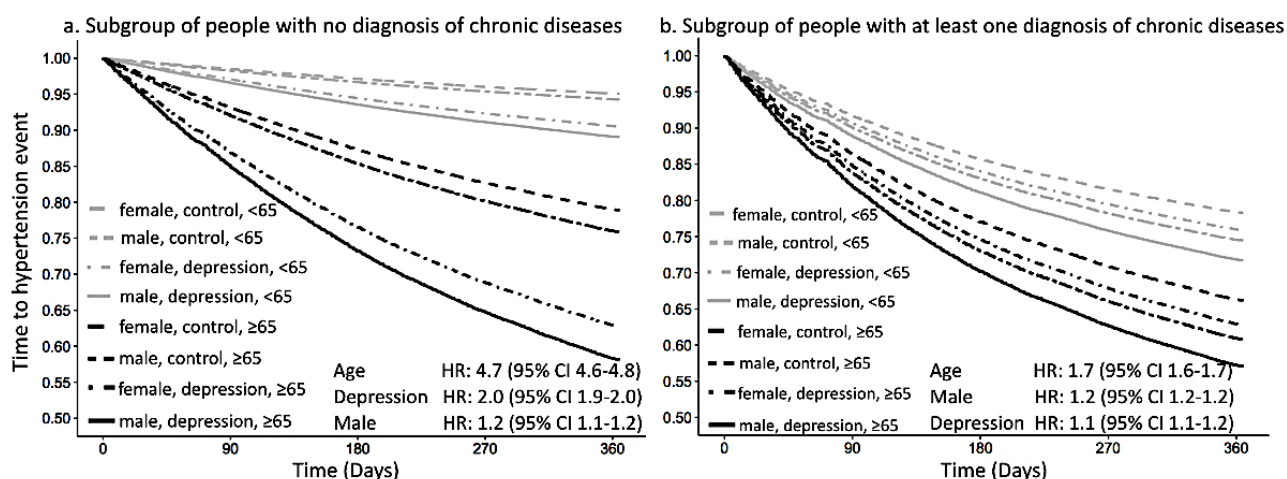 a. Subgroup of people with no diagnosis of chronic diseases
Time to hypertension event
1.00
0.95
0.90
0.85
0.80
0.75
0.70
0.65
0.60
0.55
0.50
female, control, <65
male, control, <65
female, depression, <65
male, depression, <65
female, control, ≥65
male, control, ≥65
female, depression, ≥65
male, depression, ≥65
Age HR: 4.7 (95% CI 4.6-4.8)
Depression HR: 2.0 (95% CI 1.9-2.0)
Male HR: 1.2 (95% CI 1.1-1.2)
0 90 180 270 360
Time (Days)
b. Subgroup of people with at least one diagnosis of chronic diseases
1.00
0.95
0.90
0.85
0.80
0.75
0.70
0.65
0.60
0.55
0.50
female, control, <65
male, control, <65
female, depression, <65
male, depression, <65
female, control, ≥65
male, control, ≥65
female, depression, ≥65
male, depression, ≥65
Age HR: 1.7 (95% CI 1.6-1.7)
Male HR: 1.2 (95% CI 1.2-1.2)
Depression HR: 1.1 (95% CI 1.1-1.2)
0 90 180 270 360
Time (Days)